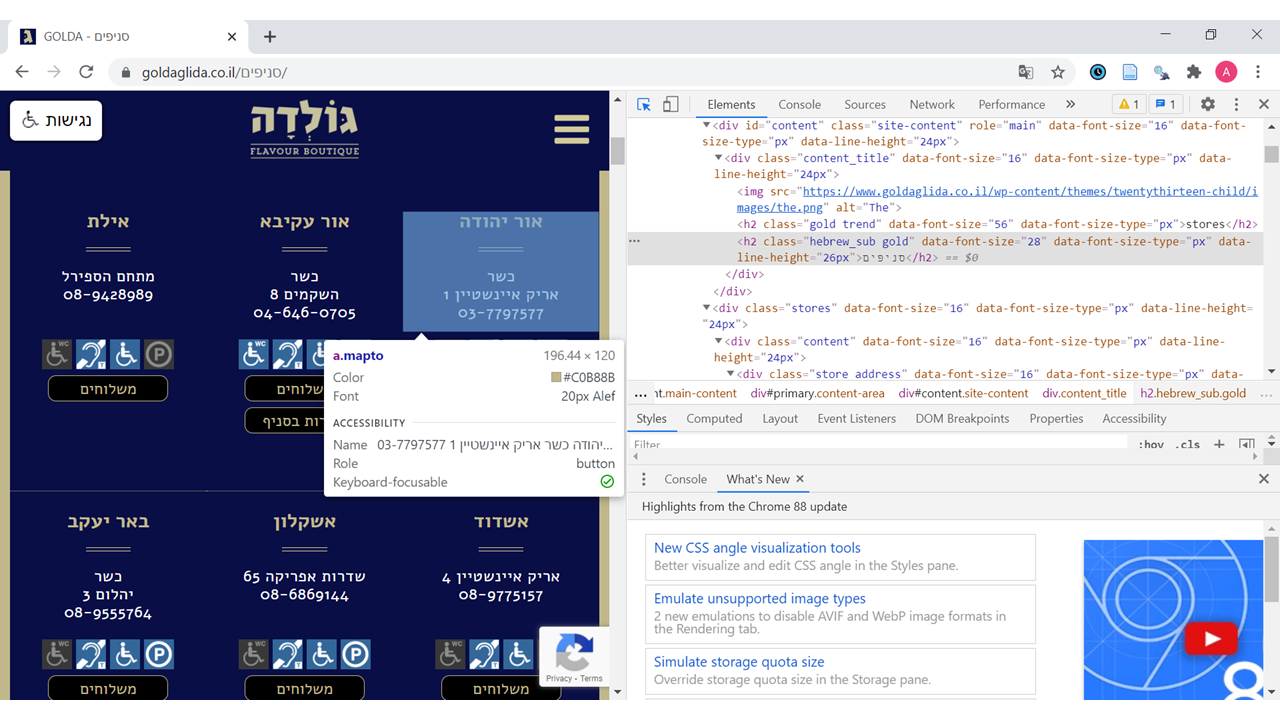 GOLDA - סניפים
goldaglida.co.il/סניפים/
A
נגישות
גוֹלְדָה
FLAVOUR BOUTIQUE
אור יהודה
כשר
אריק איינשטיין 1
03-7797577
אור עקיבא
כשר
השקמים 8
04-646-0705
משלוחים
רות בסניף
אילת
מתחם הספירל
08-9428989
WC
משלוחים
a.mapto 196.44 × 120
Color #C0B88B
Font 20px Alef
ACCESSIBILITY
Name יהודה כשר אריק איינשטיין 1 03-7797577...
Role button
Keyboard-focusable
אשדוד
אריק איינשטיין 4
08-9775157
WC
משלוחים
אשקלון
שדרות אפריקה 65
08-6869144
WC
משלוחים
באר יעקב
כשר
יהלום 3
08-9555764
WC
משלוחים
Privacy - Terms
Elements Console Sources Network Performance » 1 1
<div id="content" class="site-content" role="main" data-font-size="16" data-font-
size-type="px" data-line-height="24px">
<div class="content_title" data-font-size="16" data-font-size-type="px" data-
line-height="24px">
<img src="https://www.goldaglida.co.il/wp-content/themes/twentythirteen-child/i
mages/the.png" alt="The">
<h2 class="gold trend" data-font-size="56" data-font-size-type="px">stores</h2>
<h2 class="hebrew_sub gold" data-font-size="28" data-font-size-type="px" data-
line-height="26px">סניפים</h2> == $0
</div>
</div>
<div class="stores" data-font-size="16" data-font-size-type="px" data-line-height=
"24px">
<div class="content" data-font-size="16" data-font-size-type="px" data-line-
height="24px">
<div class="store address" data-font-size="16" data-font-size-type="px" data-
... nt.main-content div#primary.content-area div#content.site-content div.content_title h2.hebrew_sub.gold ...
Styles Computed Layout Event Listeners DOM Breakpoints Properties Accessibility
Filter :hov .cls +
Console What's New ×
Highlights from the Chrome 88 update
New CSS angle visualization tools
Better visualize and edit CSS angle in the Styles pane.
Emulate unsupported image types
2 new emulations to disable AVIF and WebP image formats in
the Rendering tab.
Simulate storage quota size
Override storage quota size in the Storage pane.
8